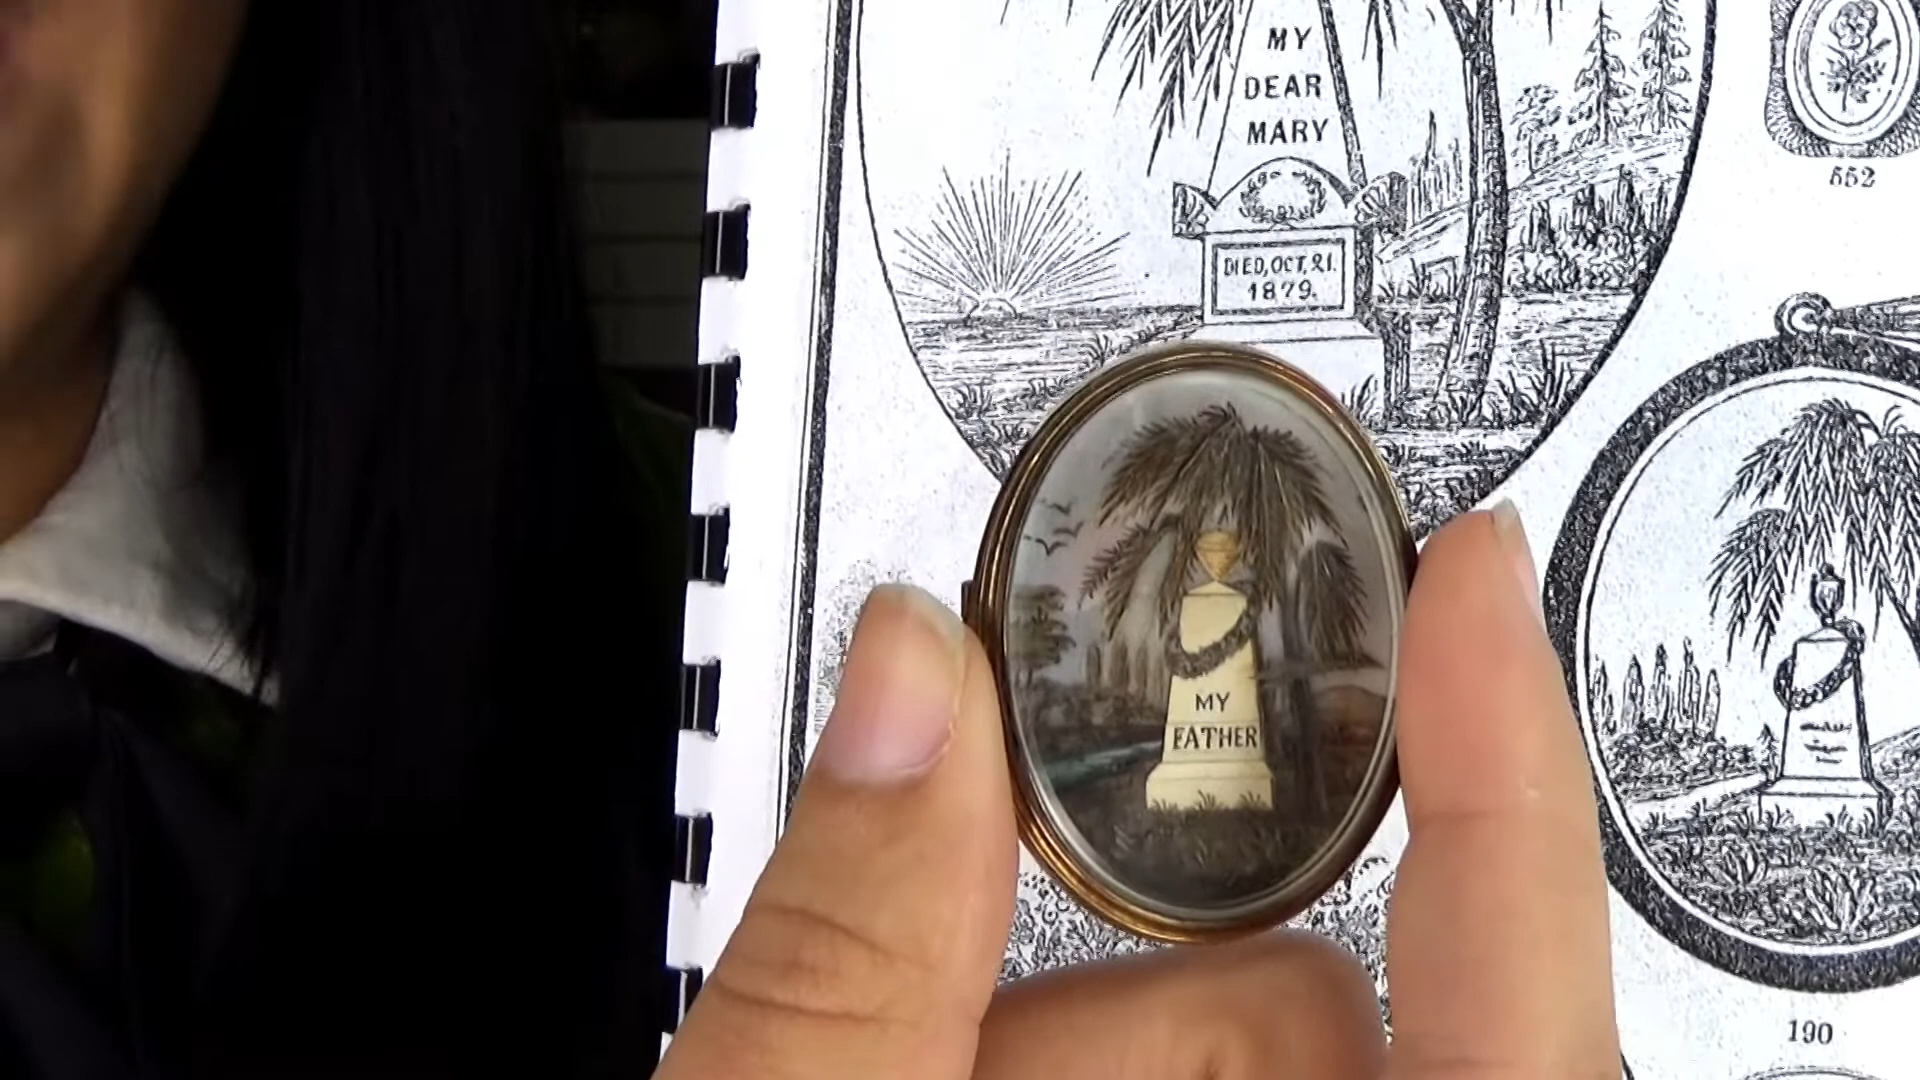 MY
DEAR
MARY
DIED, OCT, 21.
1879.
552
MY
FATHER
190